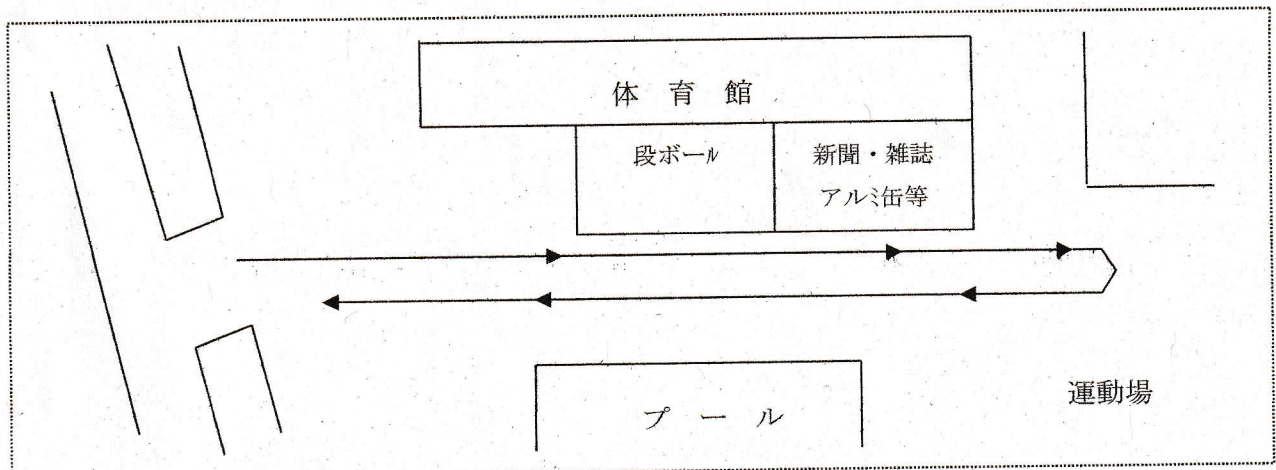 体 育 館
段ボール
新聞・雑誌
アルミ缶等
運動場
プ ー ル